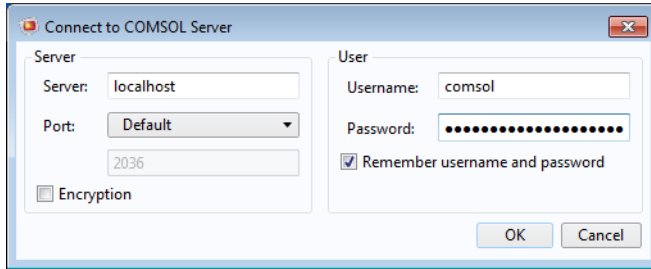 Connect to COMSOL Server
Server
Server: localhost
Port: Default
2036
Encryption
User
Username: comsol
Password: ••••••••••••••••••••
Remember username and password
OK Cancel